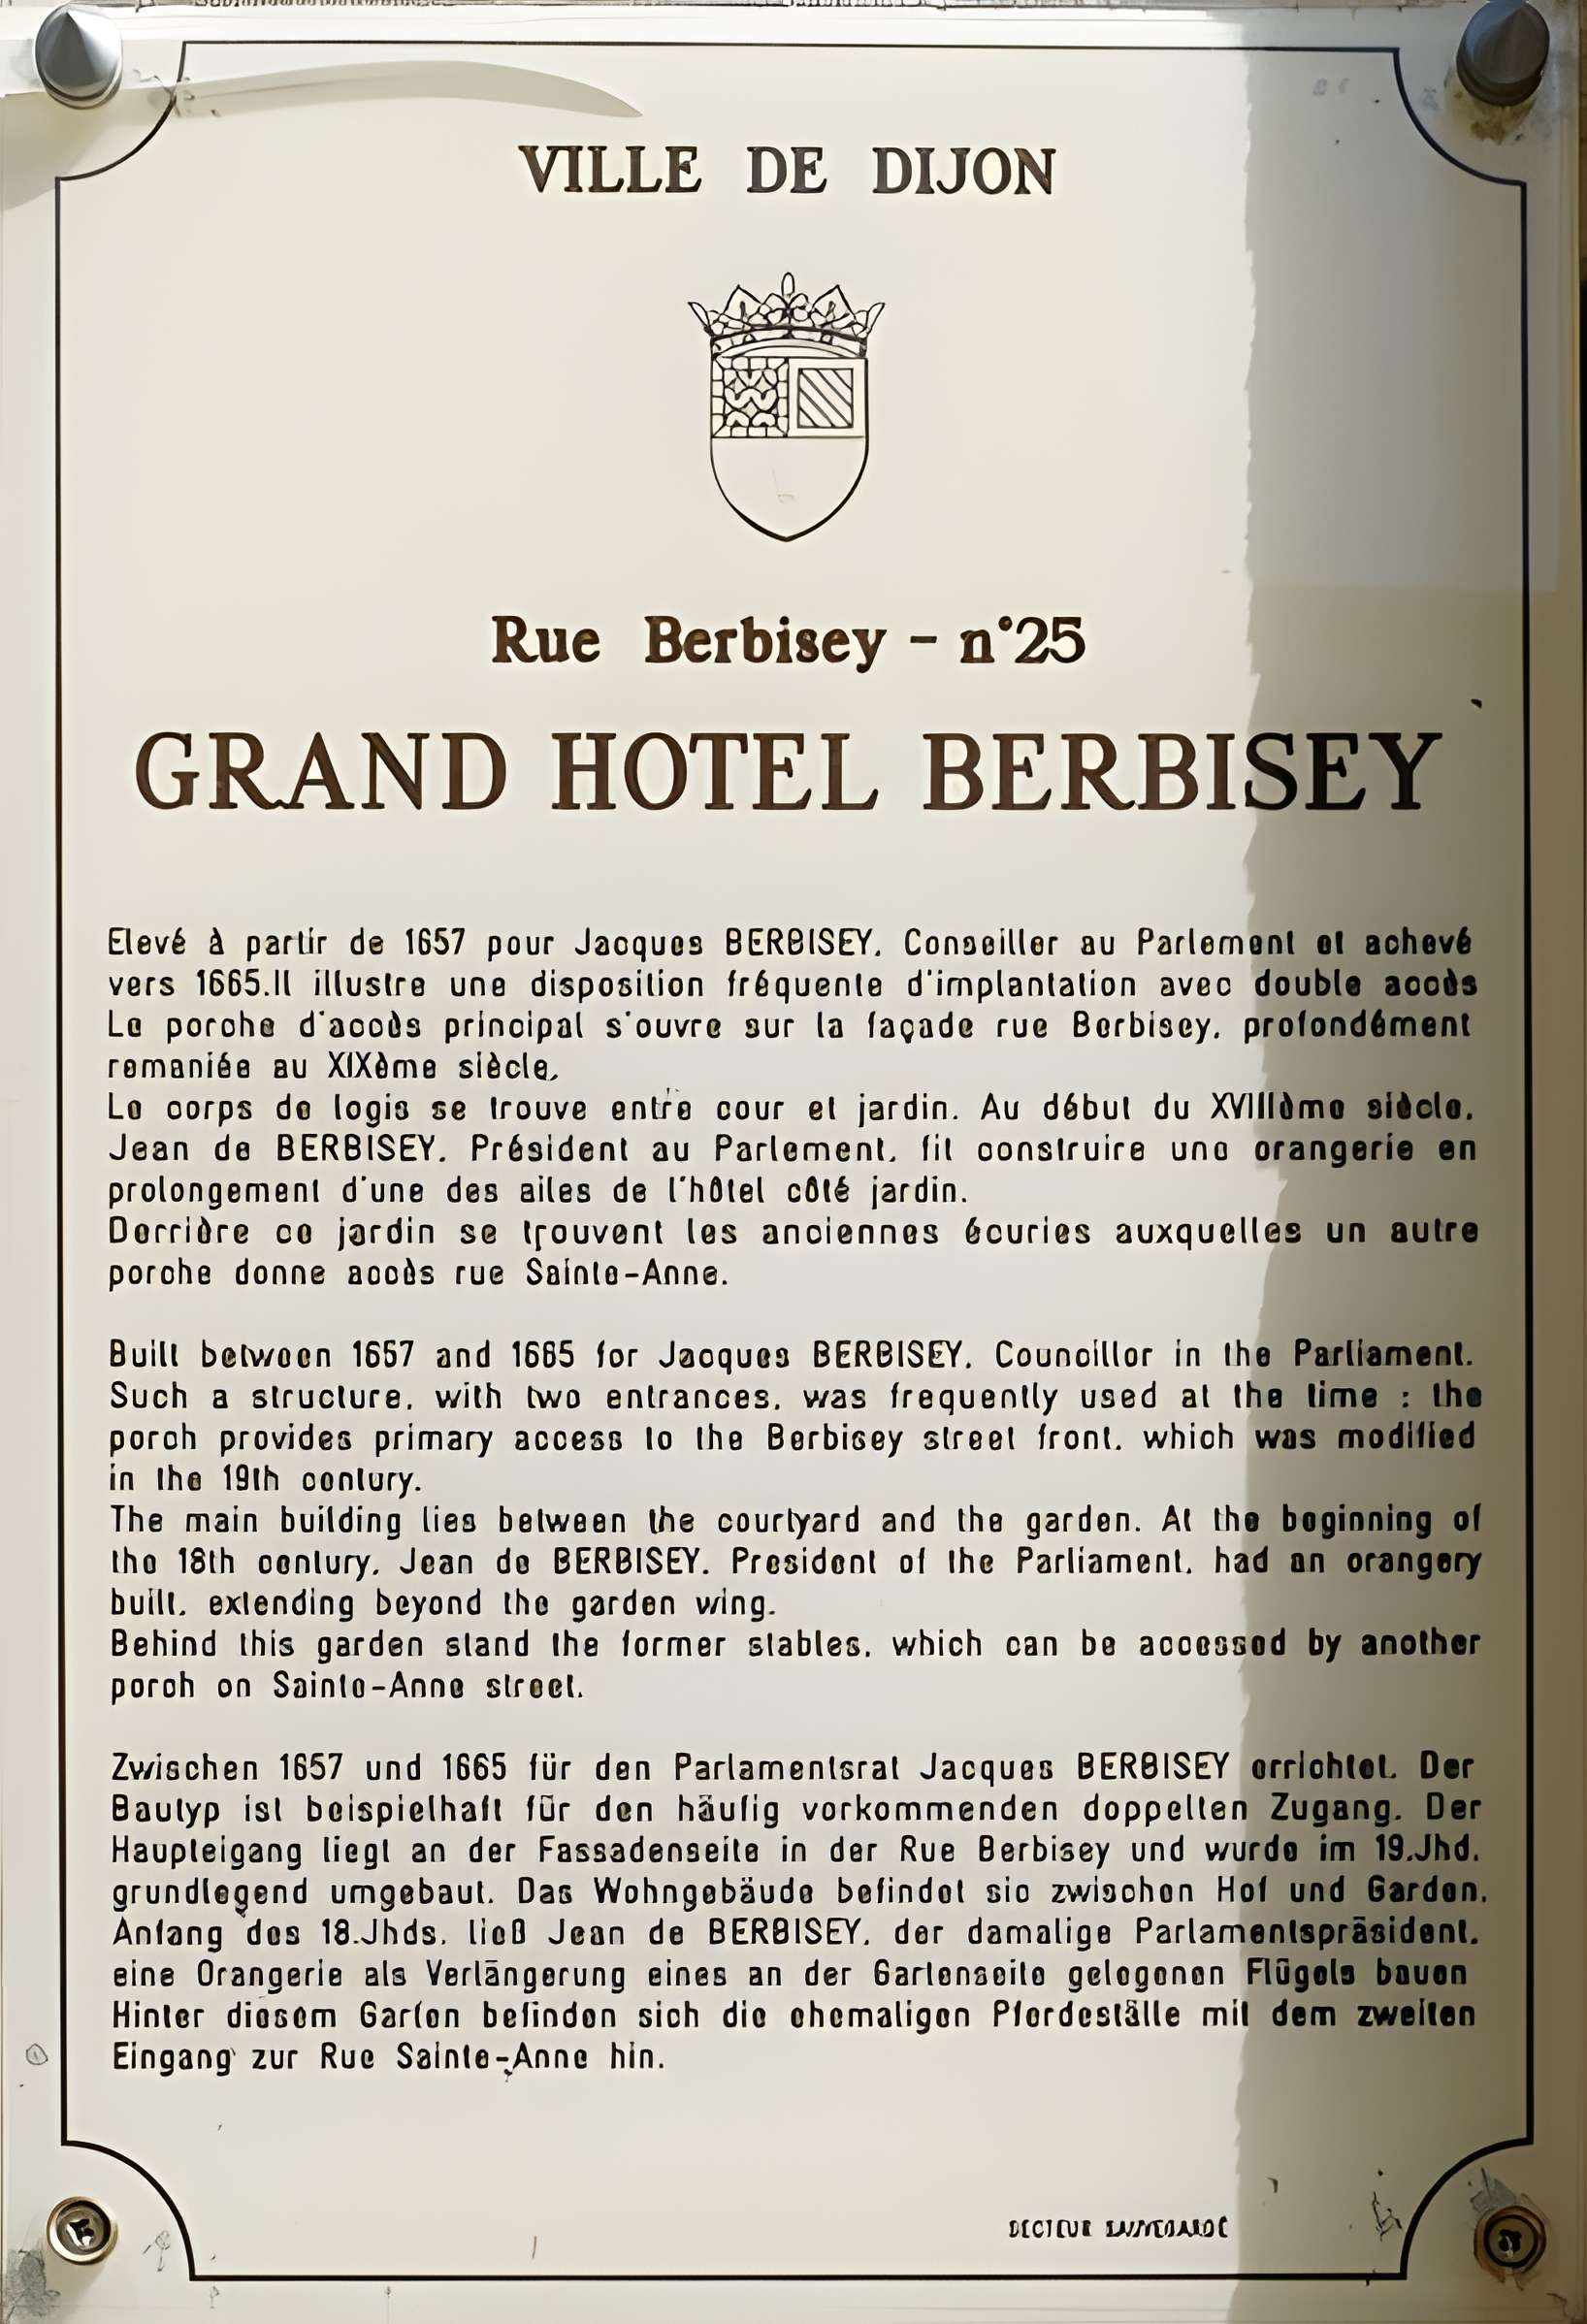 VILLE DE DIJON
Rue Berbisey - n°25
GRAND HOTEL BERBISEY
Elevé à partir de 1657 pour Jacques BERBISEY, Conseiller au Parlement et achevé
vers 1665.Il illustre une disposition fréquente d'implantation avec double accès
Le porche d'accès principal s'ouvre sur la façade rue Berbisey, profondément
remaniée au XIXème siècle.
Le corps de logis se trouve entre cour et jardin. Au début du XVIIIème siècle,
Jean de BERBISEY, Président au Parlement, fit construire une orangerie en
prolongement d'une des ailes de l'hôtel côté jardin.
Derrière ce jardin se trouvent les anciennes écuries auxquelles un autre
porche donne accès rue Sainte-Anne.
Built between 1657 and 1665 for Jacques BERBISEY, Councillor in the Parliament.
Such a structure, with two entrances, was frequently used at the time : the
porch provides primary access to the Berbisey street front, which was modified
in the 19th century.
The main building lies between the courtyard and the garden. At the beginning of
the 18th century, Jean de BERBISEY, President of the Parliament, had an orangery
built, extending beyond the garden wing.
Behind this garden stand the former stables, which can be accessed by another
porch on Sainte-Anne street.
Zwischen 1657 und 1665 für den Parlamentsrat Jacques BERBISEY errichtet. Der
Bautyp ist beispielhaft für den häufig vorkommenden doppelten Zugang. Der
Haupteigang liegt an der Fassadenseite in der Rue Berbisey und wurde im 19.Jhd.
grundlegend umgebaut. Das Wohngebäude befindet sic zwischen Hof und Garden.
Anfang des 18.Jhds. ließ Jean de BERBISEY, der damalige Parlamentspräsident,
eine Orangerie als Verlängerung eines an der Gartenseite gelegenen Flügels bauen
Hinter diesem Garten befinden sich die ehemaligen Pferdeställe mit dem zweiten
Eingang zur Rue Sainte-Anne hin.
SECTEUR SAUVEGARDE